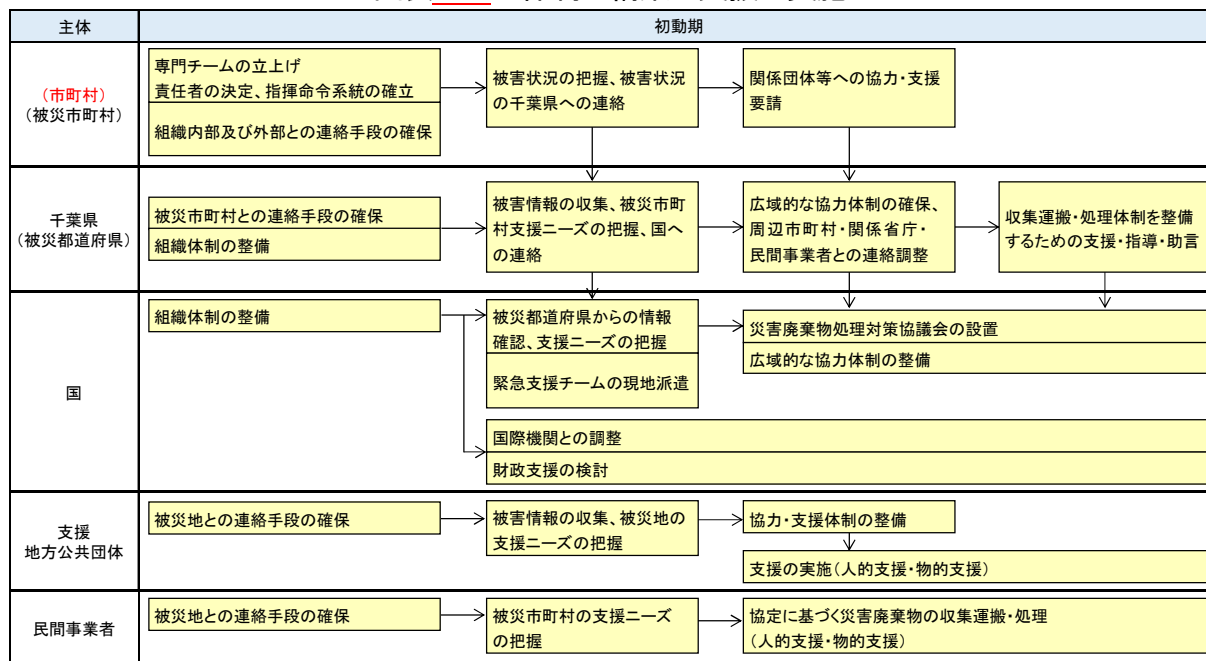 主体
初動期
(市町村)
(被災市町村)
専門チームの立上げ
責任者の決定、指揮命令系統の確立
組織内部及び外部との連絡手段の確保
被害状況の把握、被害状況
の千葉県への連絡
関係団体等への協力・支援
要請
千葉県
(被災都道府県)
被災市町村との連絡手段の確保
組織体制の整備
被害情報の収集、被災市町
村支援ニーズの把握、国へ
の連絡
広域的な協力体制の確保、
周辺市町村・関係省庁・
民間事業者との連絡調整
収集運搬・処理体制を整備
するための支援・指導・助言
国
組織体制の整備
被災都道府県からの情報
確認、支援ニーズの把握
緊急支援チームの現地派遣
災害廃棄物処理対策協議会の設置
広域的な協力体制の整備
国際機関との調整
財政支援の検討
支援
地方公共団体
被災地との連絡手段の確保
被害情報の収集、被災地の
支援ニーズの把握
協力・支援体制の整備
支援の実施(人的支援・物的支援)
民間事業者
被災地との連絡手段の確保
被災市町村の支援ニーズ
の把握
協定に基づく災害廃棄物の収集運搬・処理
(人的支援・物的支援)